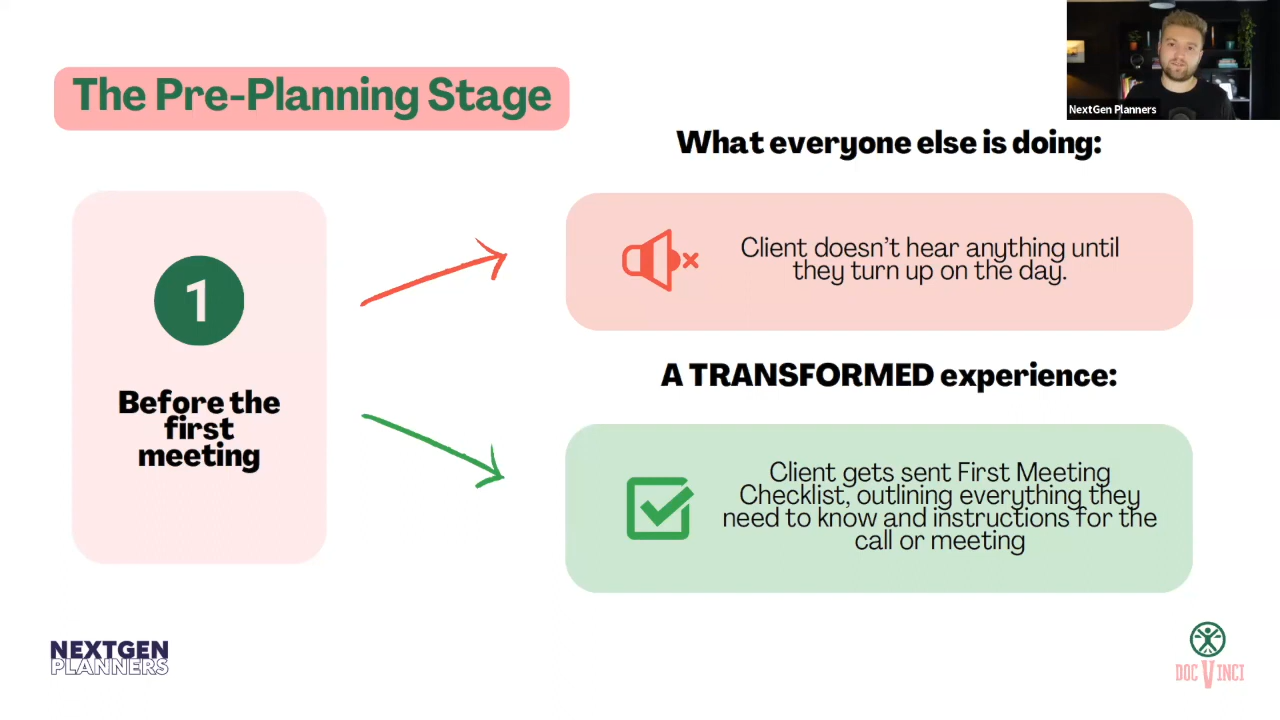 The Pre-Planning Stage
NextGen Planners
What everyone else is doing:
1
Before the
first
meeting
Client doesn't hear anything until
they turn up on the day.
A TRANSFORMED experience:
Client gets sent First Meeting
Checklist, outlining everything they
need to know and instructions for the
call or meeting
NEXTGEN
PLANNERS
DOC VINCI